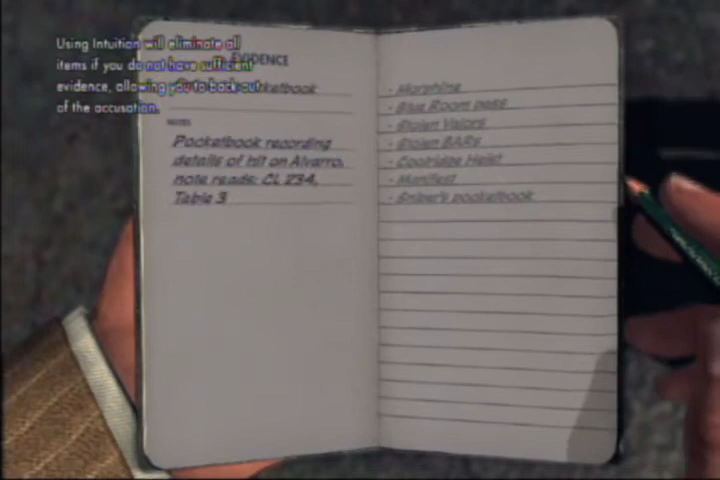 Using Intuition will eliminate all
items if you do not have sufficient
evidence, allowing you to back out
of the accusation.
EVIDENCE
pocketbook
NOTES
Pocketbook recording
details of hit on Alvarro,
note reads: CL 234,
Table 3
- Morphine
- Blue Room pass
- Stolen Valors
- Stolen BARs
- Coolridge Heist
- Manifest
- Sniper's pocketbook